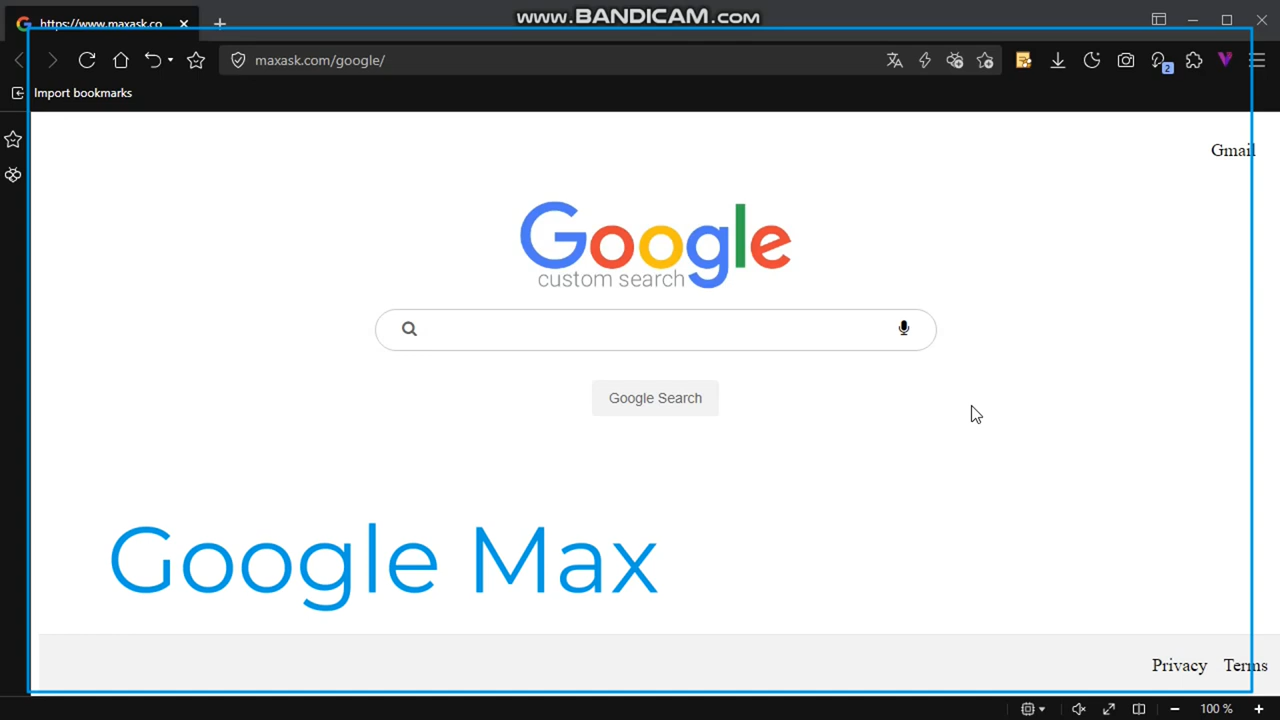 www.BANDICAM.com
https://www.maxask.co
maxask.com/google/
2
Import bookmarks
Gmail
Google
custom search
Google Search
Google Max
Privacy Terms
100 %